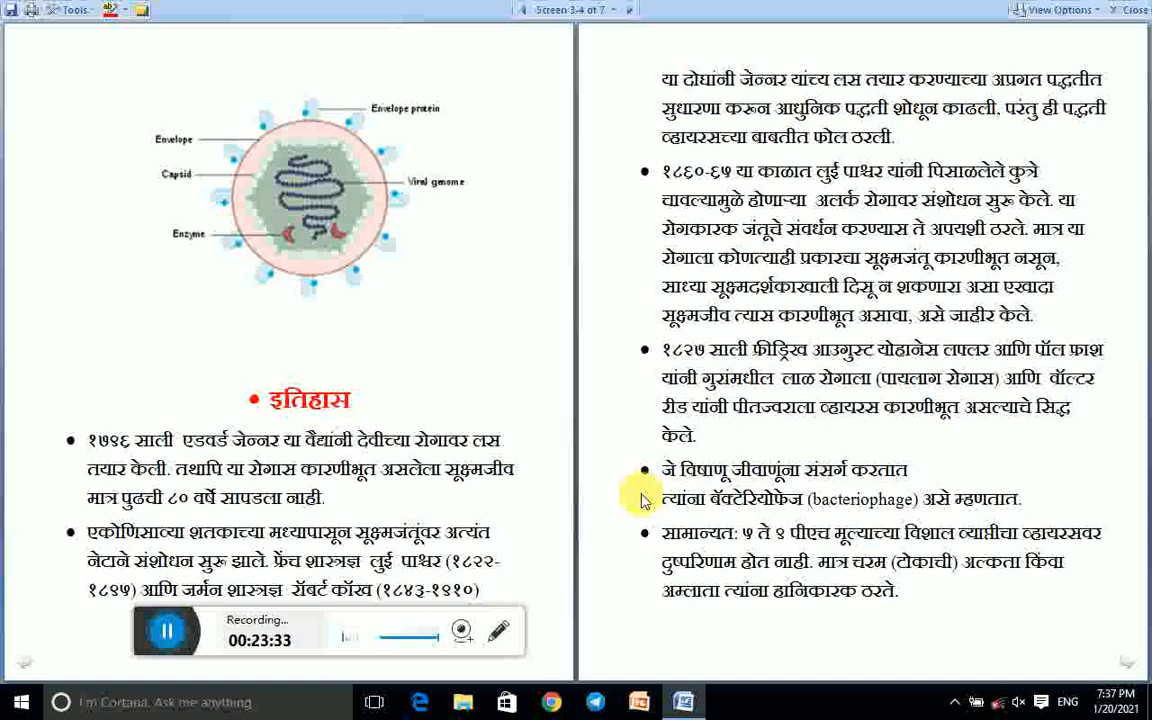 Tools
Screen 3-4 of 7
View Options
Close
Envelope protein
Envelope
Capsid
Viral genome
Enzyme
• इतिहास
• १७९६ साली एडवर्ड जेन्नर या वैद्यांनी देवीच्या रोगावर लस
तयार केली. तथापि या रोगास कारणीभूत असलेला सूक्ष्मजीव
मात्र पुढची ८० वर्षे सापडला नाही.
• एकोणिसाव्या शतकाच्या मध्यापासून सूक्ष्मजंतूंवर अत्यंत
नेटाने संशोधन सुरू झाले. फ्रेंच शास्त्रज्ञ लुई पाश्चर (१८२२-
१८९५) आणि जर्मन शास्त्रज्ञ रॉबर्ट कॉख (१८४३-१९१०)
या दोघांनी जेन्नर यांच्य लस तयार करण्याच्या अप्रगत पद्धतीत
सुधारणा करून आधुनिक पद्धती शोधून काढली, परंतु ही पद्धती
व्हायरसच्या बाबतीत फोल ठरली.
• १८६०-६५ या काळात लुई पाश्चर यांनी पिसाळलेले कुत्रे
चावल्यामुळे होणाऱ्या अलर्क रोगावर संशोधन सुरू केले. या
रोगकारक जंतूचे संवर्धन करण्यास ते अपयशी ठरले. मात्र या
रोगाला कोणत्याही प्रकारचा सूक्ष्मजंतू कारणीभूत नसून,
साध्या सूक्ष्मदर्शकाखाली दिसू न शकणारा असा एखादा
सूक्ष्मजीव त्यास कारणीभूत असावा, असे जाहीर केले.
• १८२७ साली फ्रीड्रिख आउगुस्ट योहानेस लफ्लर आणि पॉल फ्राश
यांनी गुरांमधील लाळ रोगाला (पायलाग रोगास) आणि वॉल्टर
रीड यांनी पीतज्वराला व्हायरस कारणीभूत असल्याचे सिद्ध
केले.
• जे विषाणू जीवाणूंना संसर्ग करतात
त्यांना बॅक्टेरियोफेज (bacteriophage) असे म्हणतात.
• सामान्यत: ५ ते ९ पीएच मूल्याच्या विशाल व्याप्तीचा व्हायरसवर
दुष्परिणाम होत नाही. मात्र चरम (टोकाची) अल्कता किंवा
अम्लाता त्यांना हानिकारक ठरते.
Recording...
00:23:33
I'm Cortana. Ask me anything
ENG
7:37 PM
1/20/2021